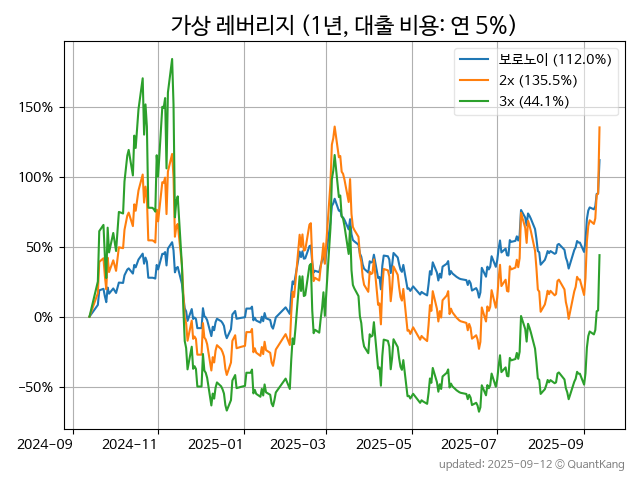 가상 레버리지 (1년, 대출 비용: 연 5%)
보로노이 (112.0%)
2x (135.5%)
3x (44.1%)
150%
100%
50%
0%
−50%
2024-09 2024-11 2025-01 2025-03 2025-05 2025-07 2025-09
updated: 2025-09-12 © QuantKang